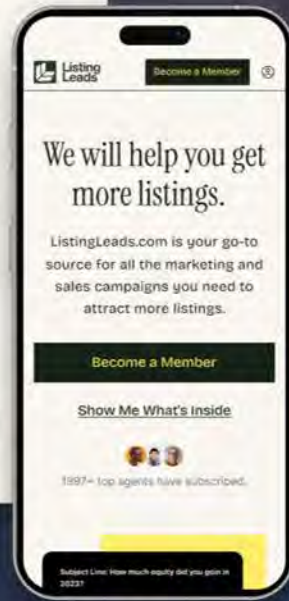 Listing
Leads
Become a Member
We will help you get
more listings.
ListingLeads.com is your go-to
source for all the marketing and
sales campaigns you need to
attract more listings.
Become a Member
Show Me What's Inside
1997+ top agents have subscribed.
Subject Line: How much equity did you gain in
2023?